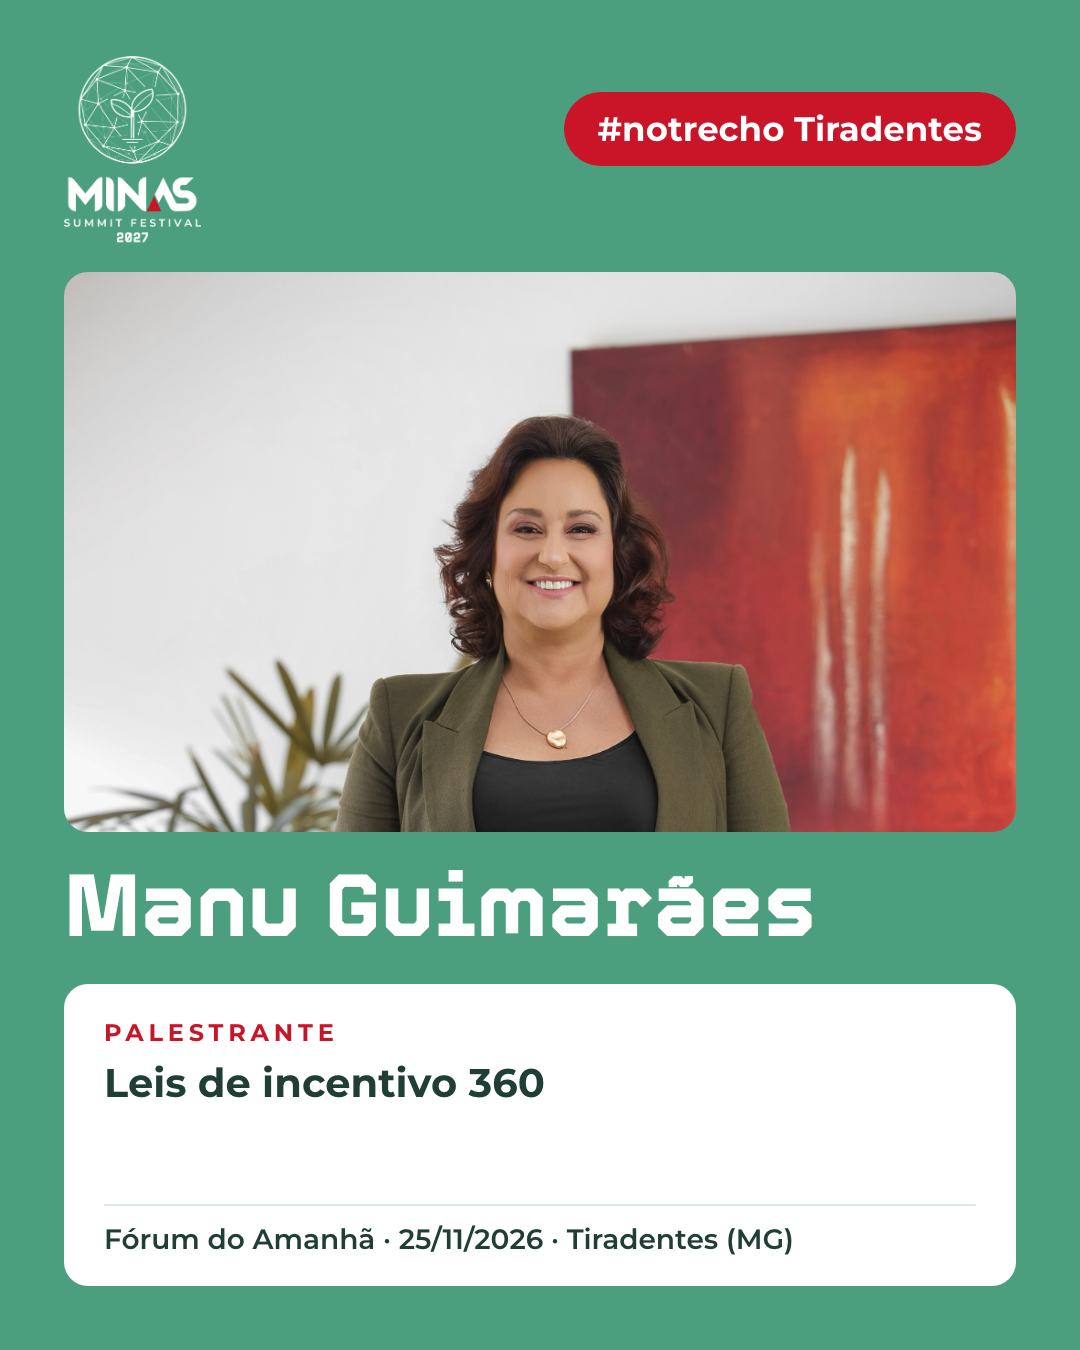 MINAS
SUMMIT FESTIVAL
2027
#notrecho Tiradentes
Manu Guimarães
PALESTRANTE
Leis de incentivo 360
Fórum do Amanhã · 25/11/2026 · Tiradentes (MG)